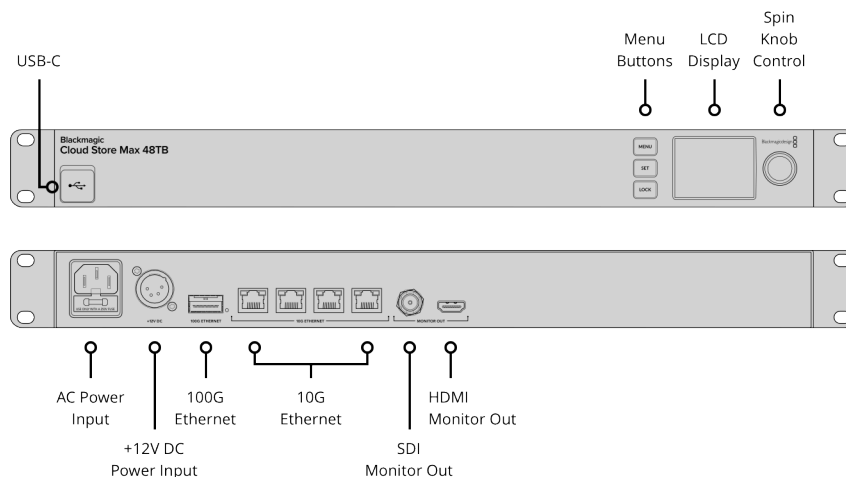 Spin
Menu LCD Knob
USB-C Buttons Display Control
Blackmagic
Cloud Store Max 48TB
MENU
SET
LOCK
Blackmagicdesign
+12V DC
100G ETHERNET
10G ETHERNET
MONITOR OUT
AC Power
Input
+12V DC
Power Input
100G
Ethernet
10G
Ethernet
SDI
Monitor Out
HDMI
Monitor Out